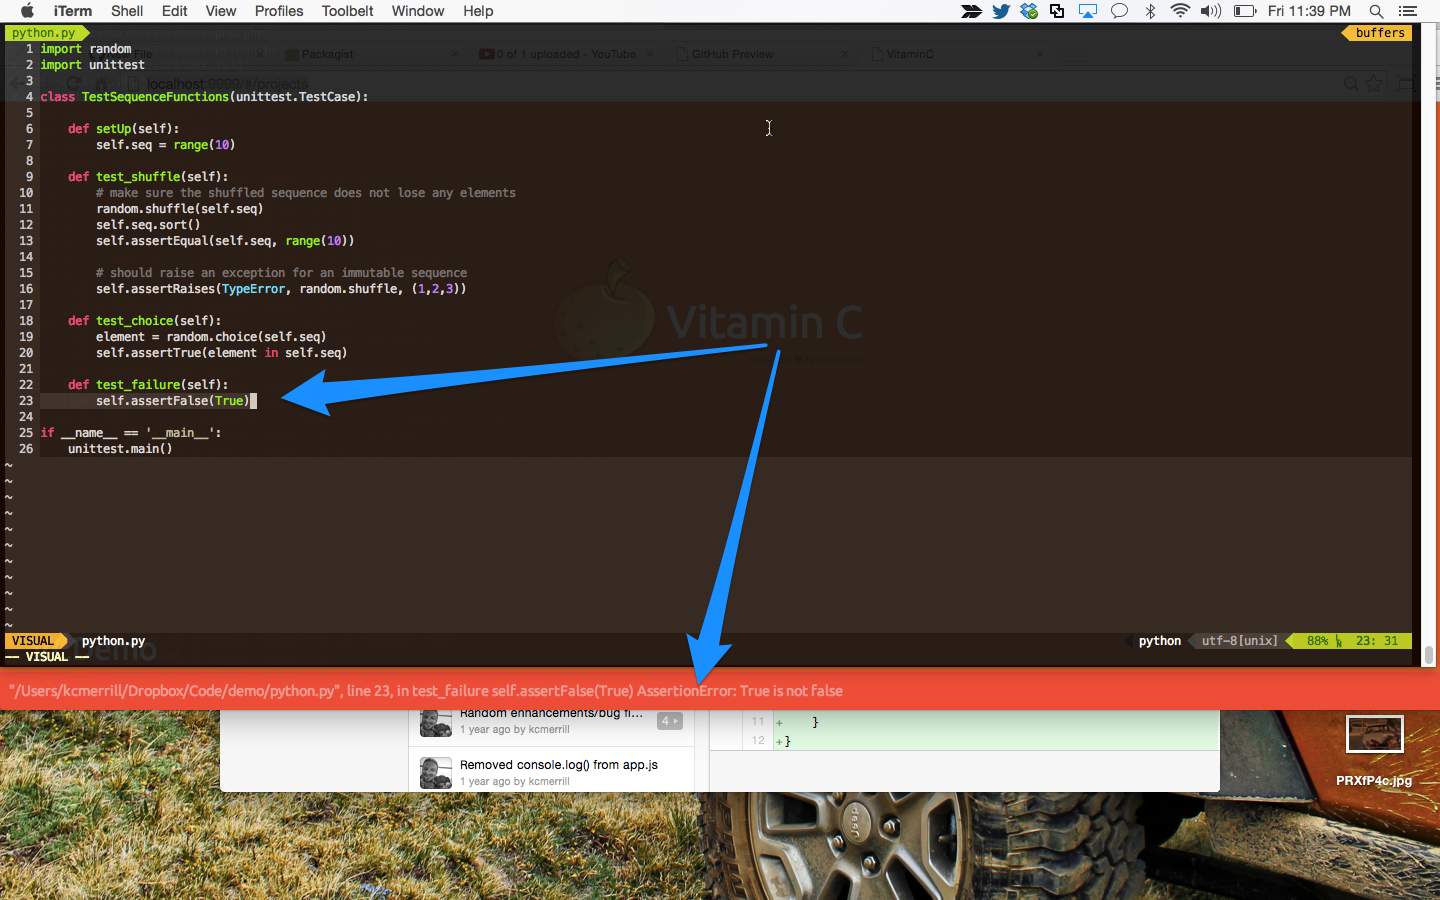 iTerm Shell Edit View Profiles Toolbelt Window Help Fri 11:39 PM
python.py buffers
File Packagist 0 of 1 uploaded - YouTube GitHub Preview VitaminC
localhost:9999/#/projects
1 import random
2 import unittest
3
4 class TestSequenceFunctions(unittest.TestCase):
5
6 def setUp(self):
7 self.seq = range(10)
8
9 def test_shuffle(self):
10 # make sure the shuffled sequence does not lose any elements
11 random.shuffle(self.seq)
12 self.seq.sort()
13 self.assertEqual(self.seq, range(10))
14
15 # should raise an exception for an immutable sequence
16 self.assertRaises(TypeError, random.shuffle, (1,2,3))
17
18 def test_choice(self):
19 element = random.choice(self.seq)
20 self.assertTrue(element in self.seq)
21
22 def test_failure(self):
23 self.assertFalse(True)
24
25 if __name__ == '__main__':
26 unittest.main()
Vitamin C
~
~
~
~
~
~
~
~
~
~
~
VISUAL python.py python utf-8[unix] 88% 23: 31
-- VISUAL --
Demo
"/Users/kcmerrill/Dropbox/Code/demo/python.py", line 23, in test_failure self.assertFalse(True) AssertionError: True is not false
Random enhancements/bug fi... 4
1 year ago by kcmerrill
Removed console.log() from app.js
1 year ago by kcmerrill
11 + }
12 +}
PRXfP4c.jpg
Jeep